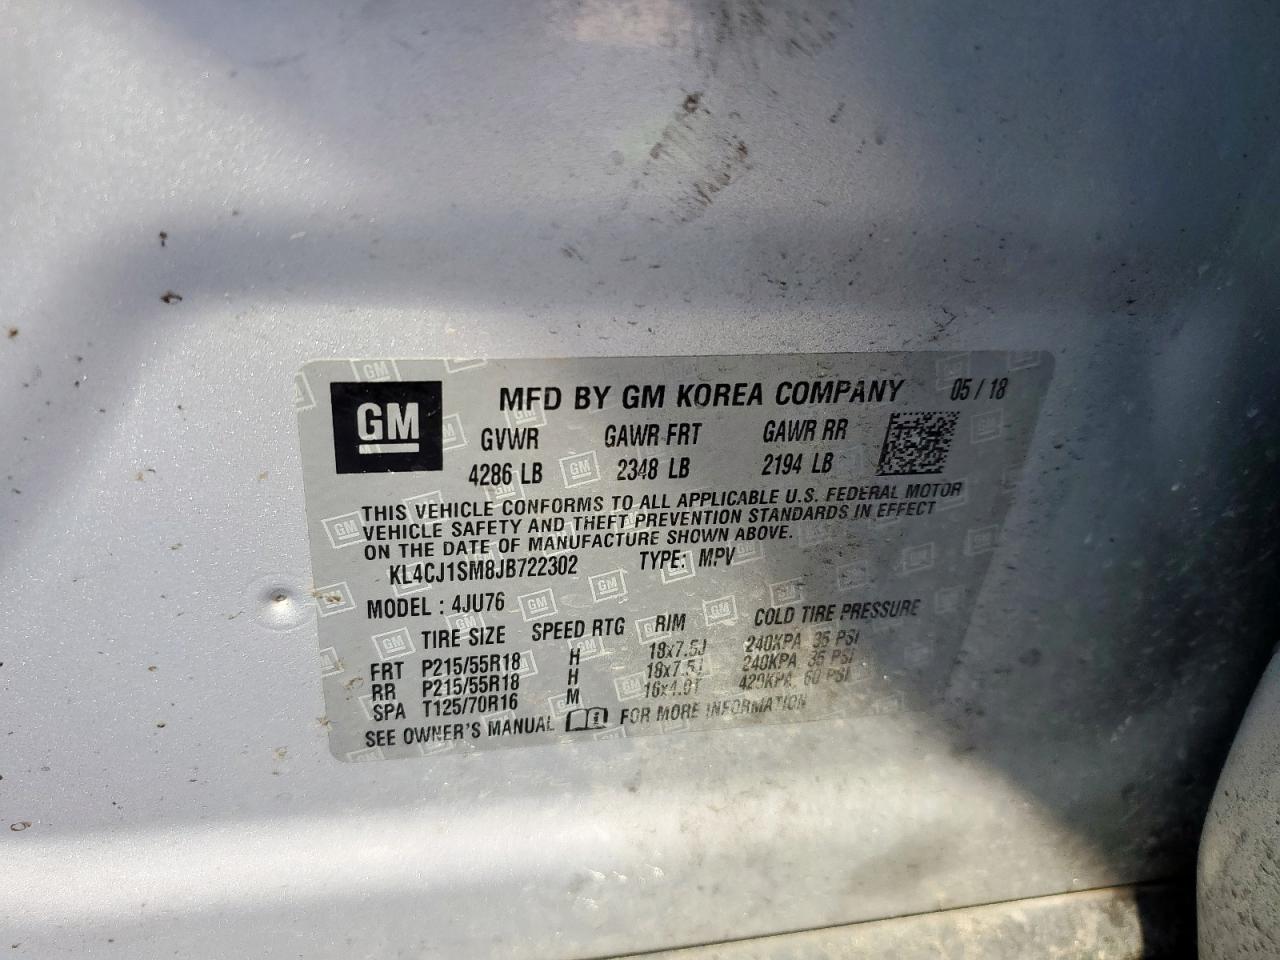 GM
MFD BY GM KOREA COMPANY 05 / 18
GVWR GAWR FRT GAWR RR
4286 LB 2348 LB 2194 LB
THIS VEHICLE CONFORMS TO ALL APPLICABLE U.S. FEDERAL MOTOR
VEHICLE SAFETY AND THEFT PREVENTION STANDARDS IN EFFECT
ON THE DATE OF MANUFACTURE SHOWN ABOVE.
KL4CJ1SM8JB722302 TYPE: MPV
MODEL : 4JU76
TIRE SIZE SPEED RTG RIM COLD TIRE PRESSURE
FRT P215/55R18 H 18x7.5J 240KPA 35 PSI
RR P215/55R18 H 18x7.5J 240KPA 35 PSI
SPA T125/70R16 M 16x4.0T 420KPA 60 PSI
SEE OWNER'S MANUAL FOR MORE INFORMATION